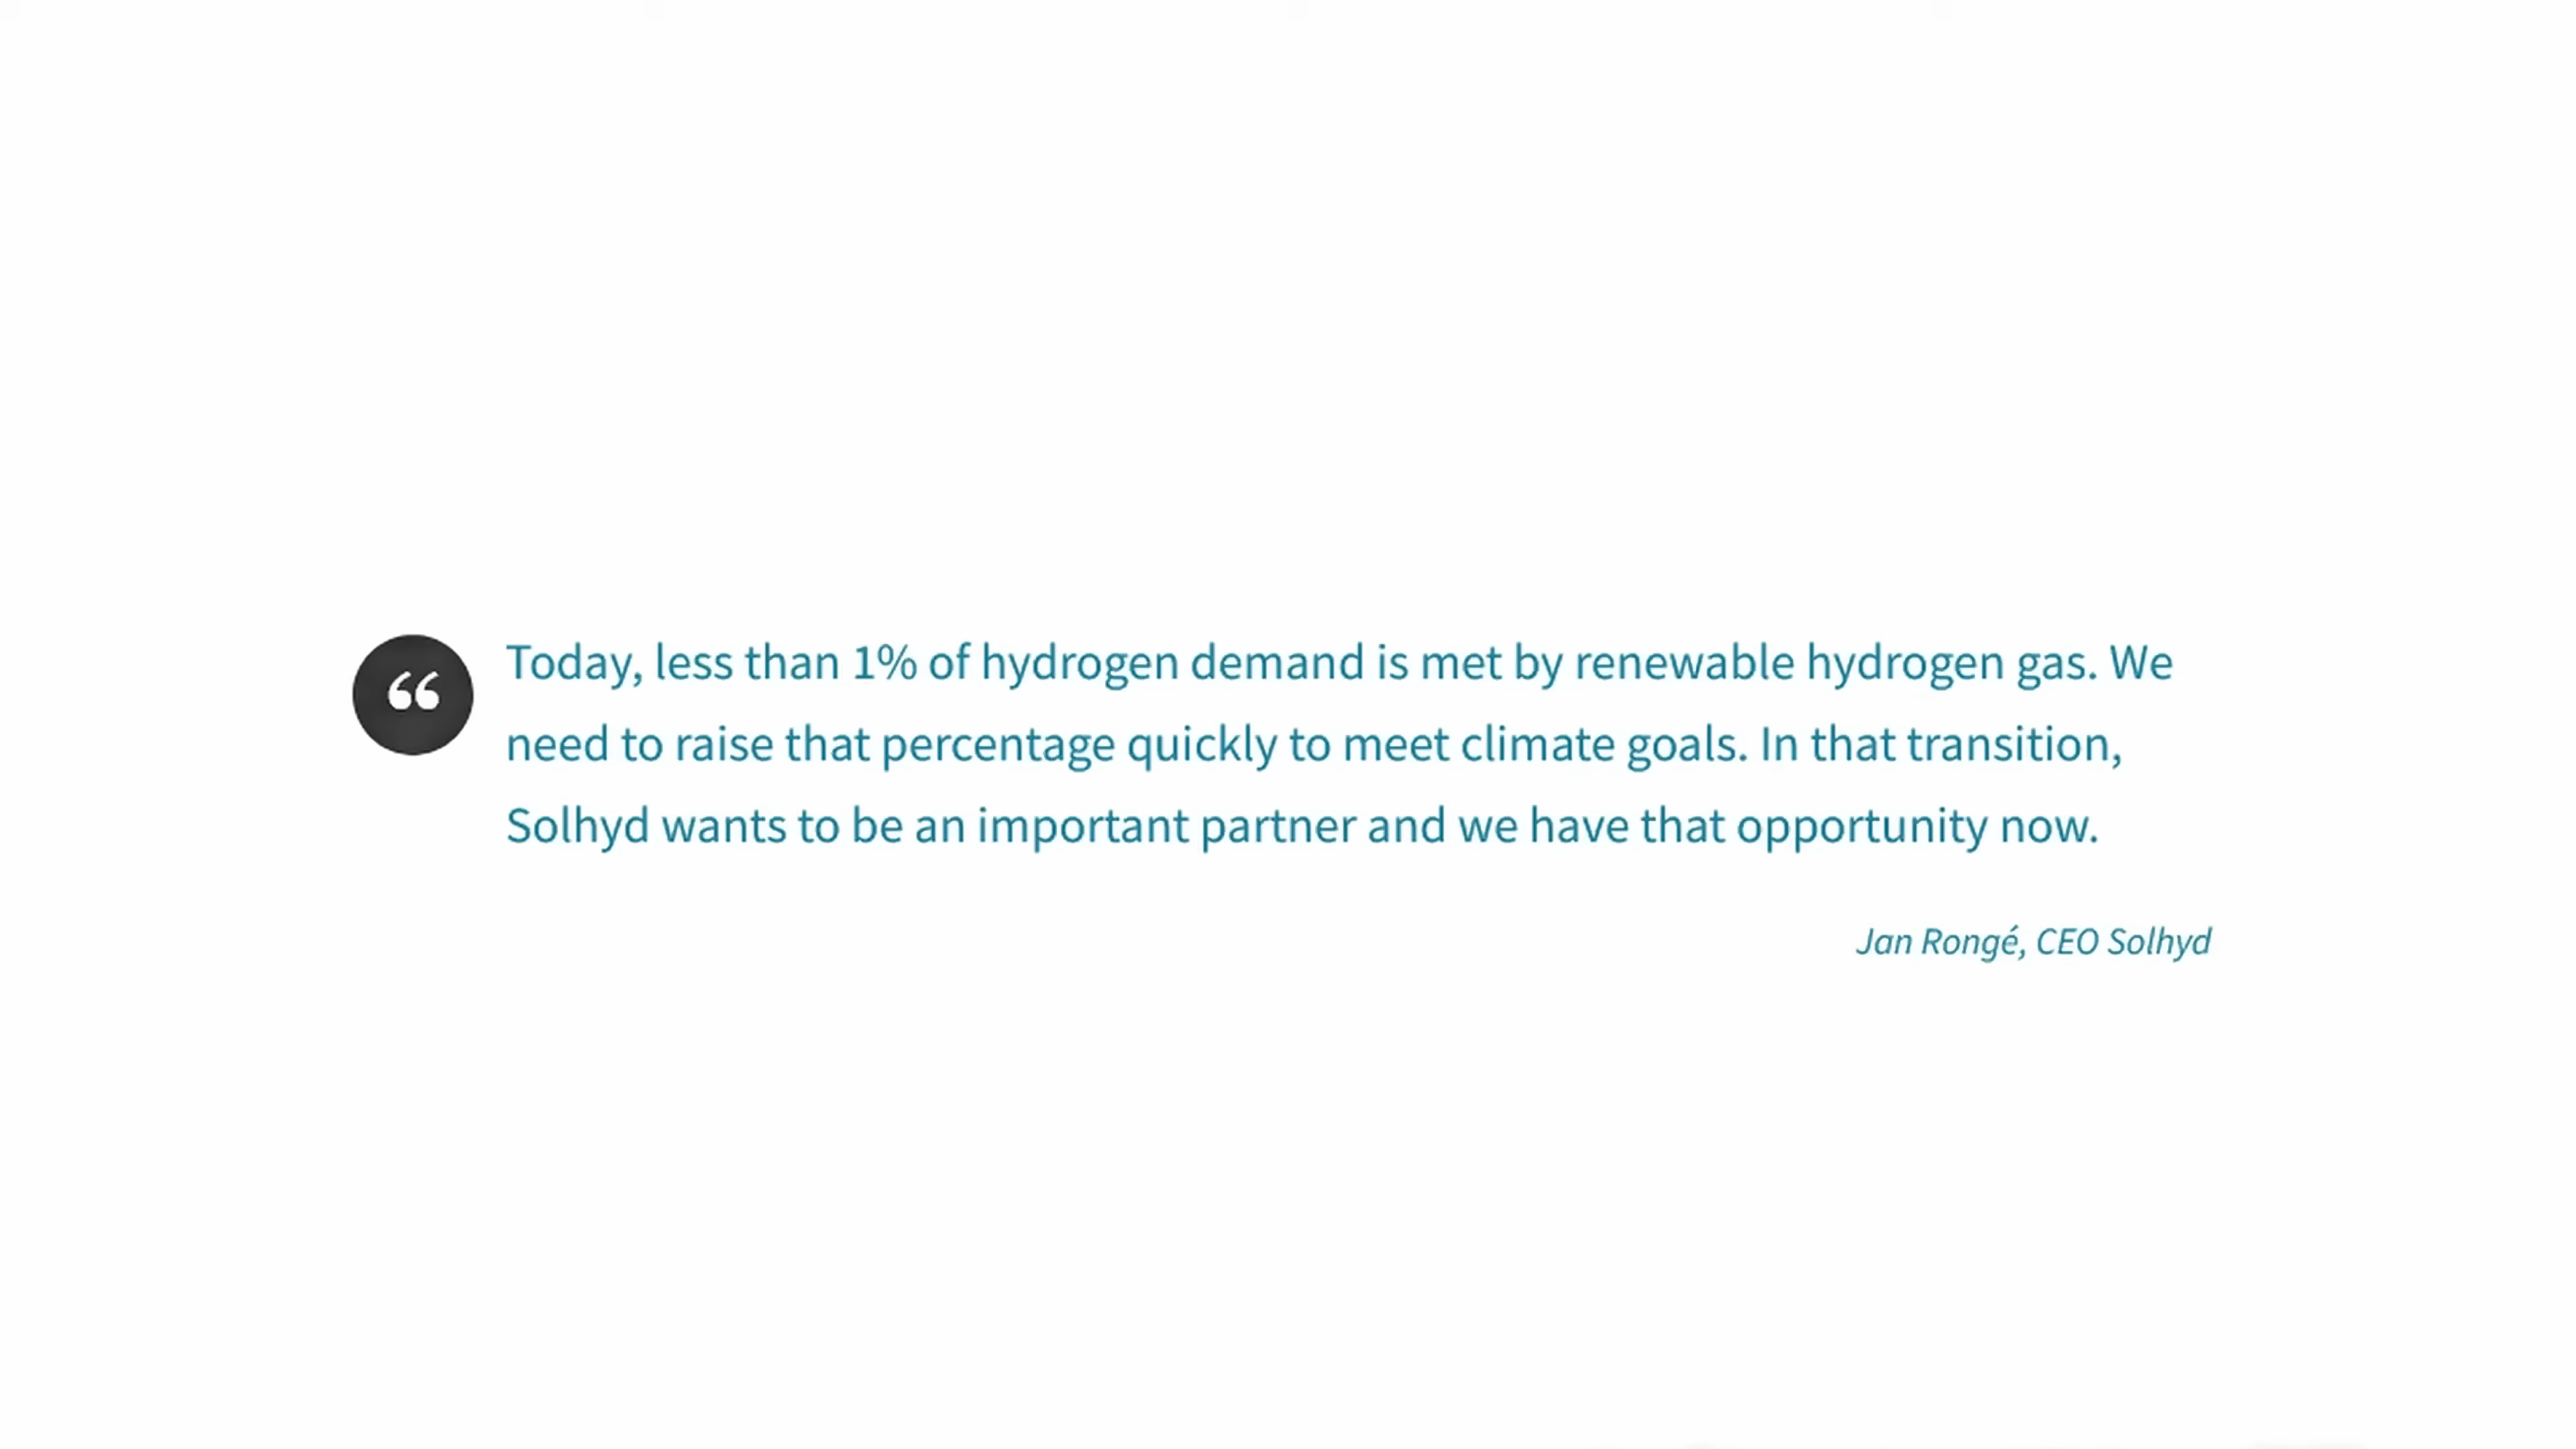 “
Today, less than 1% of hydrogen demand is met by renewable hydrogen gas. We
need to raise that percentage quickly to meet climate goals. In that transition,
Solhyd wants to be an important partner and we have that opportunity now.
Jan Rongé, CEO Solhyd